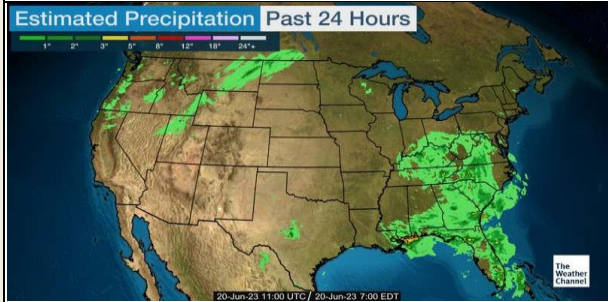 Estimated Precipitation Past 24 Hours
1" 2" 3" 5" 8" 12" 18" 24"+
The
Weather
Channel
20-Jun-23 11:00 UTC / 20-Jun-23 7:00 EDT